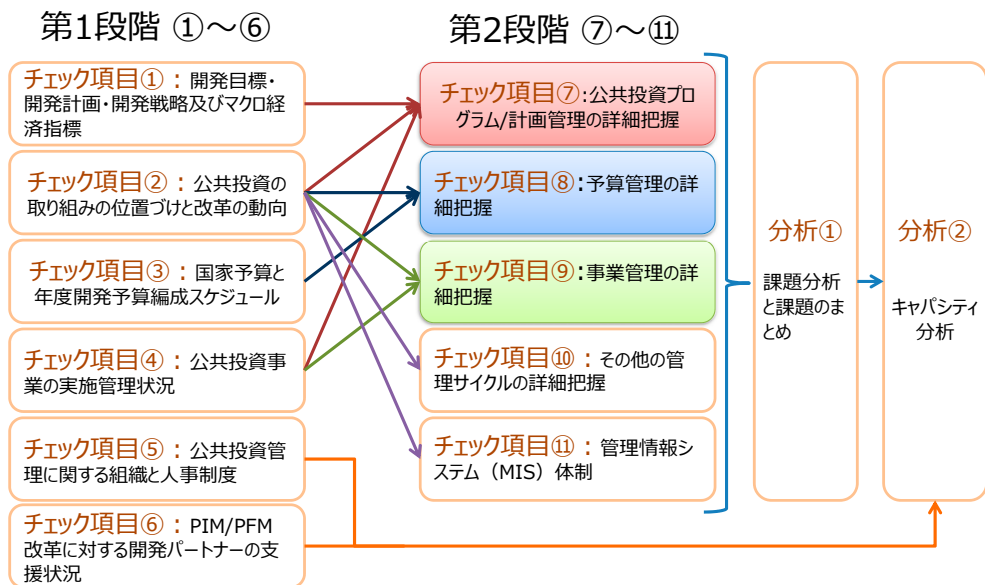 第1段階 ①～⑥
チェック項目①：開発目標・
開発計画・開発戦略及びマクロ経
済指標
チェック項目②：公共投資の
取り組みの位置づけと改革の動向
チェック項目③：国家予算と
年度開発予算編成スケジュール
チェック項目④：公共投資事
業の実施管理状況
チェック項目⑤：公共投資管
理に関する組織と人事制度
チェック項目⑥：PIM/PFM
改革に対する開発パートナーの支
援状況
第2段階 ⑦～⑪
チェック項目⑦:公共投資プロ
グラム/計画管理の詳細把握
チェック項目⑧:予算管理の詳
細把握
チェック項目⑨:事業管理の詳
細把握
チェック項目⑩：その他の管
理サイクルの詳細把握
チェック項目⑪：管理情報シ
ステム（MIS）体制
分析①
課題分析
と課題のま
とめ
分析②
キャパシティ
分析